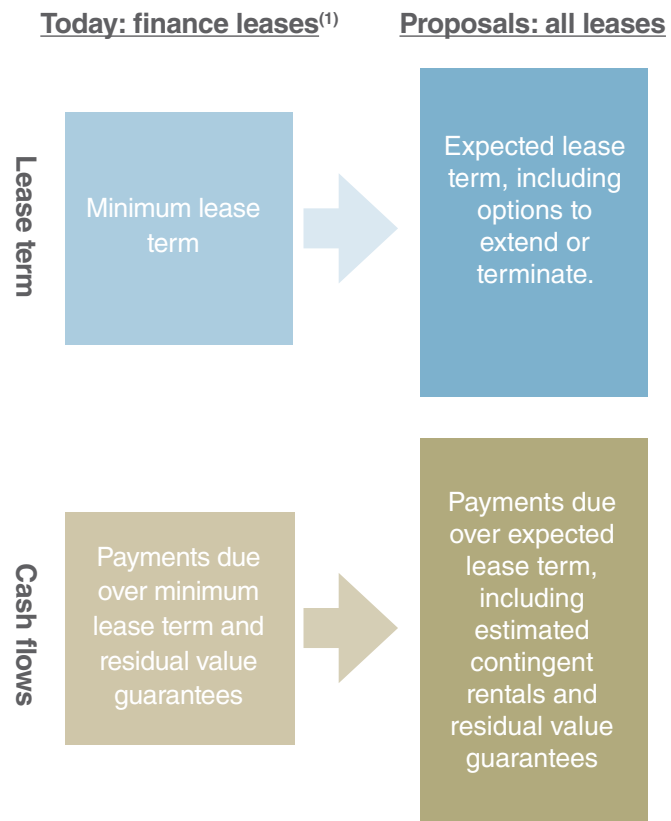 Today: finance leases(1)
Proposals: all leases
Lease term
Minimum lease
term
Expected lease
term, including
options to
extend or
terminate.
Cash flows
Payments due
over minimum
lease term and
residual value
guarantees
Payments due
over expected
lease term,
including
estimated
contingent
rentals and
residual value
guarantees